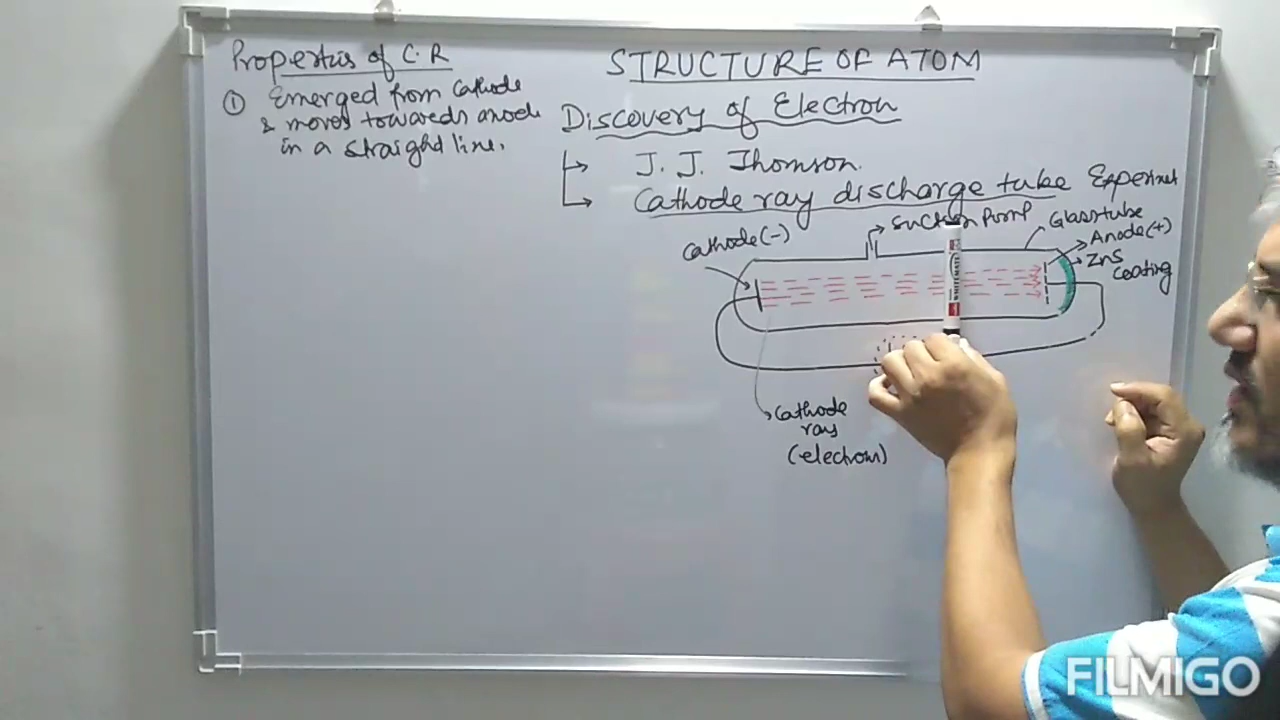 Properties of C.R
① Emerged from Cathode
& moves towards anode
in a straight line.
STRUCTURE OF ATOM
Discovery of Electron
J. J. Thomson.
Cathode ray discharge tube Experiment
Suction Pump
Glass tube
Cathode(-)
Anode(+)
ZnS
coating
Cathode
ray
(electrons)
FILMIGO